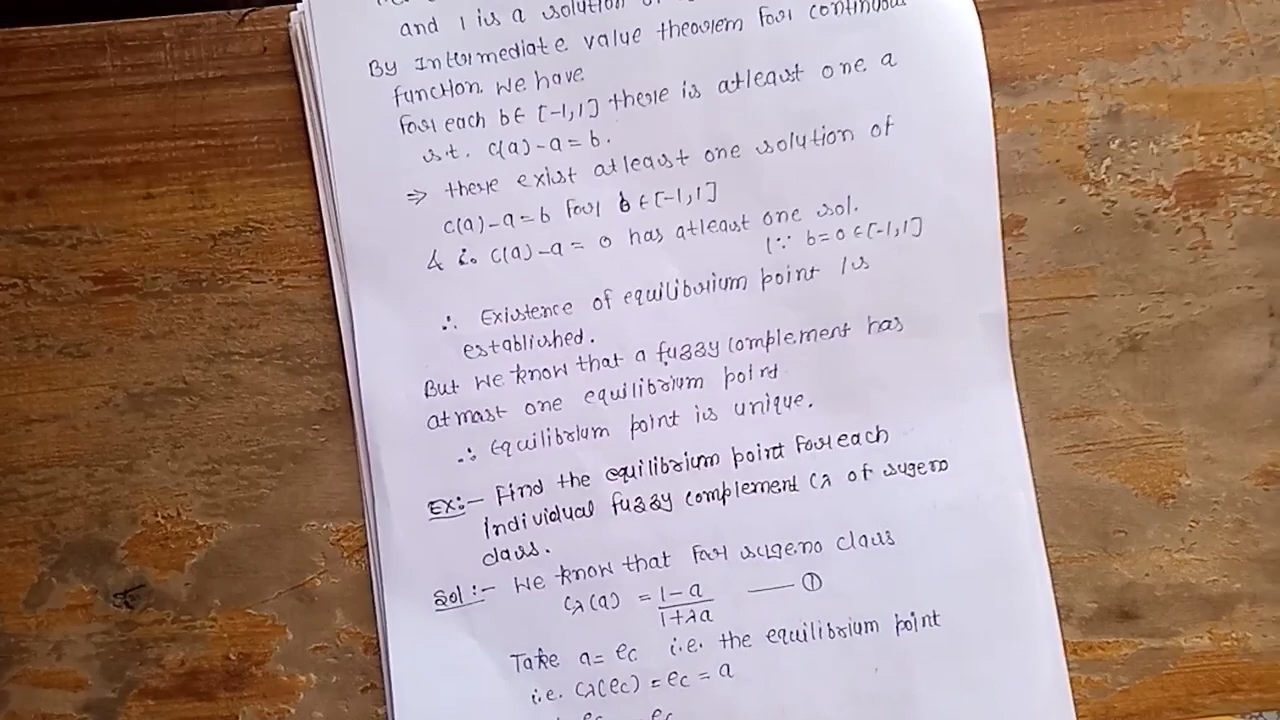 and 1 is a solution
By Intermediate value theorem for continuous
function. we have
for each b∈ [-1,1] there is atleast one a
s.t. c(a)-a=b.
⇒ there exist atleast one solution of
c(a)-a=b for b∈[-1,1]
& is c(a)-a = 0 has atleast one sol.
(∵ b=0∈[-1,1]
∴ Existence of equilibrium point is
established.
But we know that a fuzzy complement has
atmast one equilibrium point
∴ Equilibrium point is unique.
Ex:- Find the equilibrium point for each
individual fuzzy complement Cλ of sugeno
class.
Sol:- We know that for sugeno class
Cλ(a) = (1-a)/(1+λa) —— ①
Take a= ec i.e. the equilibrium point
i.e. Cλ(ec) = ec = a